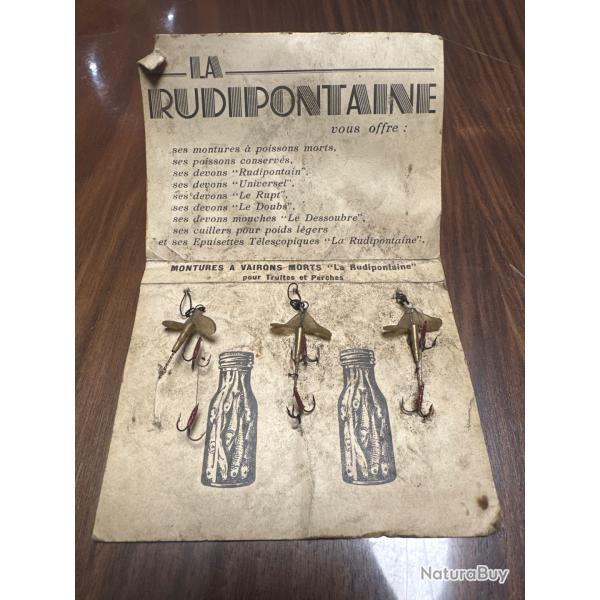 LA
RUDIPONTAINE
vous offre :
ses montures à poissons morts,
ses poissons conservés,
ses devons "Rudipontain",
ses devons "Universel",
ses devons "Le Rupt",
ses devons "Le Doubs",
ses devons mouches "Le Dessoubre",
ses cuillers pour poids légers
et ses Epuisettes Télescopiques "La Rudipontaine".
MONTURES A VAIRONS MORTS "La Rudipontaine"
pour Truites et Perches
NaturaBuy